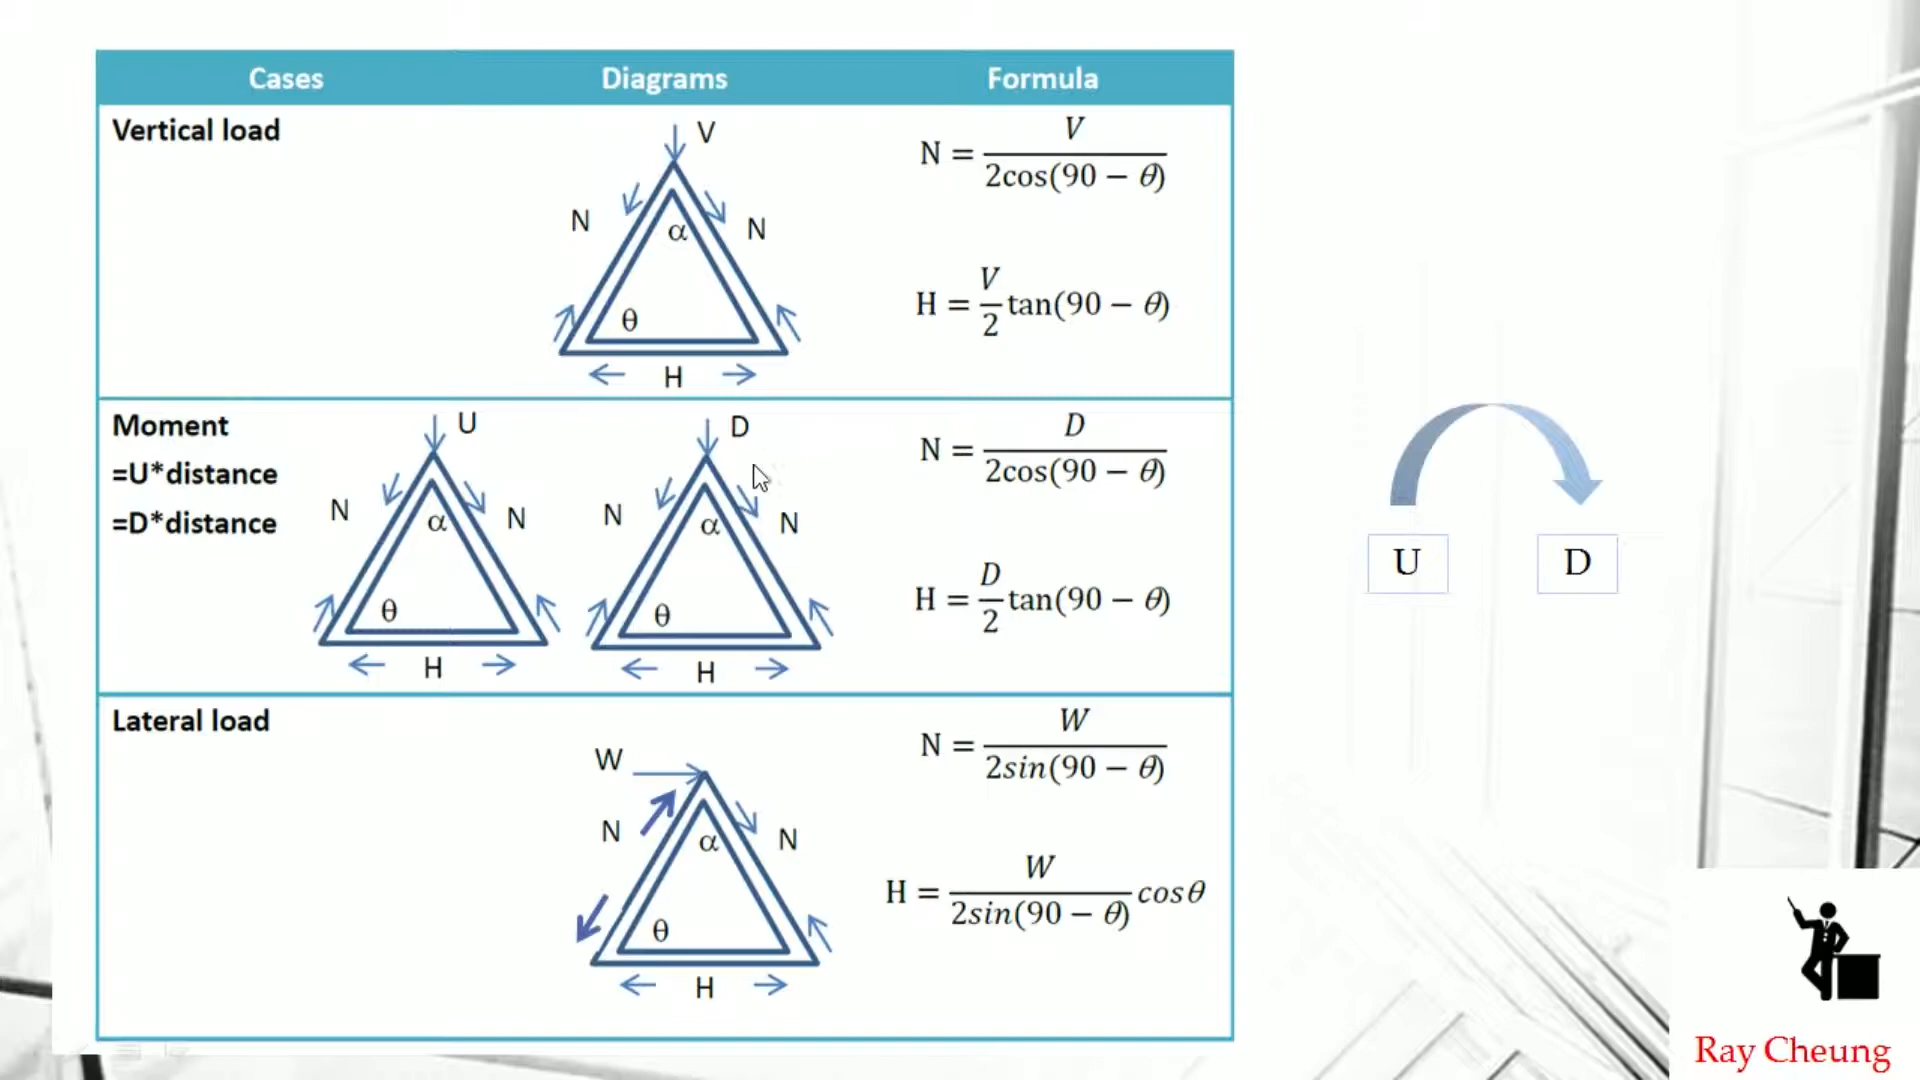 Cases Diagrams Formula
Vertical load
V
N N
α
θ
H
N = V / 2cos(90 − θ)
H = V/2 tan(90 − θ)
Moment
=U*distance
=D*distance
U
N N
α
θ
H
D
N N
α
θ
H
N = D / 2cos(90 − θ)
H = D/2 tan(90 − θ)
U D
Lateral load
W
N N
α
θ
H
N = W / 2sin(90 − θ)
H = W / 2sin(90 − θ) cosθ
Ray Cheung